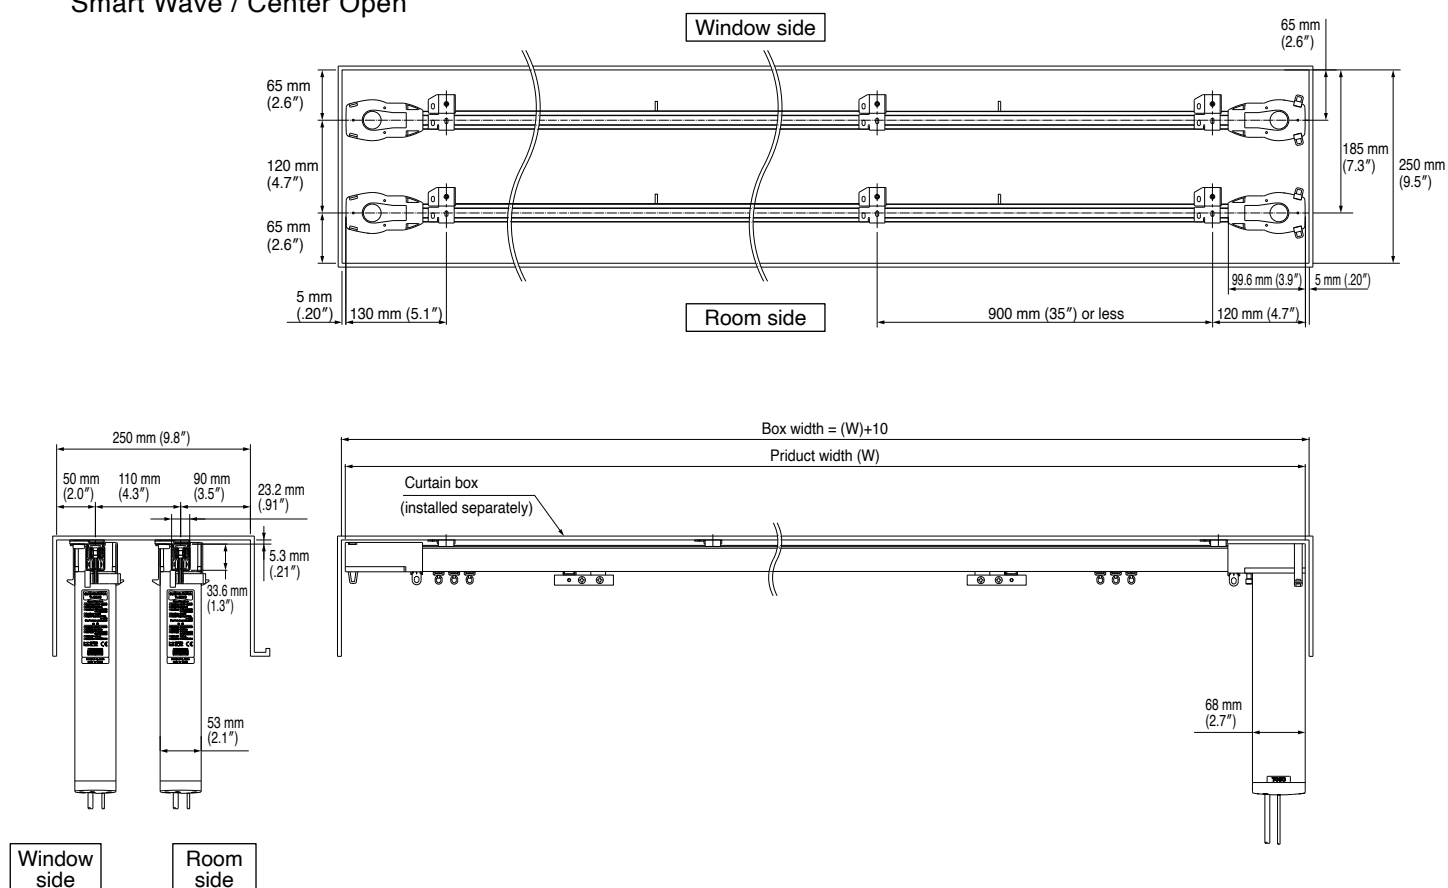 Smart Wave / Center Open
Window side
65 mm
(2.6″)
65 mm
(2.6″)
120 mm
(4.7″)
65 mm
(2.6″)
185 mm
(7.3″)
250 mm
(9.5″)
99.6 mm (3.9″)
5 mm (.20″)
5 mm
(.20″)
130 mm (5.1″)
Room side
900 mm (35″) or less
120 mm (4.7″)
250 mm (9.8″)
50 mm
(2.0″)
110 mm
(4.3″)
90 mm
(3.5″)
23.2 mm
(.91″)
5.3 mm
(.21″)
33.6 mm
(1.3″)
53 mm
(2.1″)
Window
side
Room
side
Box width = (W)+10
Priduct width (W)
Curtain box
(installed separately)
68 mm
(2.7″)